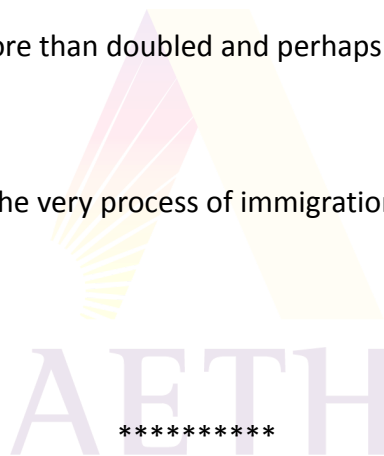 ore than doubled and perhaps
he very process of immigration
AETH
**********